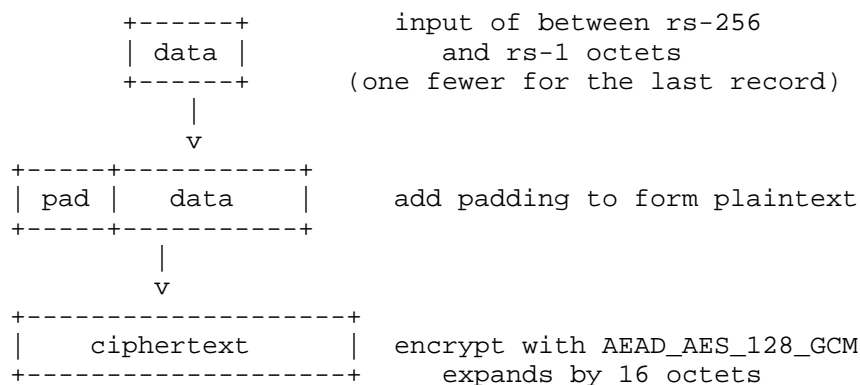 +------+ input of between rs-256
| data | and rs-1 octets
+------+ (one fewer for the last record)
|
v
+-----+-----------+
| pad | data | add padding to form plaintext
+-----+-----------+
|
v
+--------------------+
| ciphertext | encrypt with AEAD_AES_128_GCM
+--------------------+ expands by 16 octets